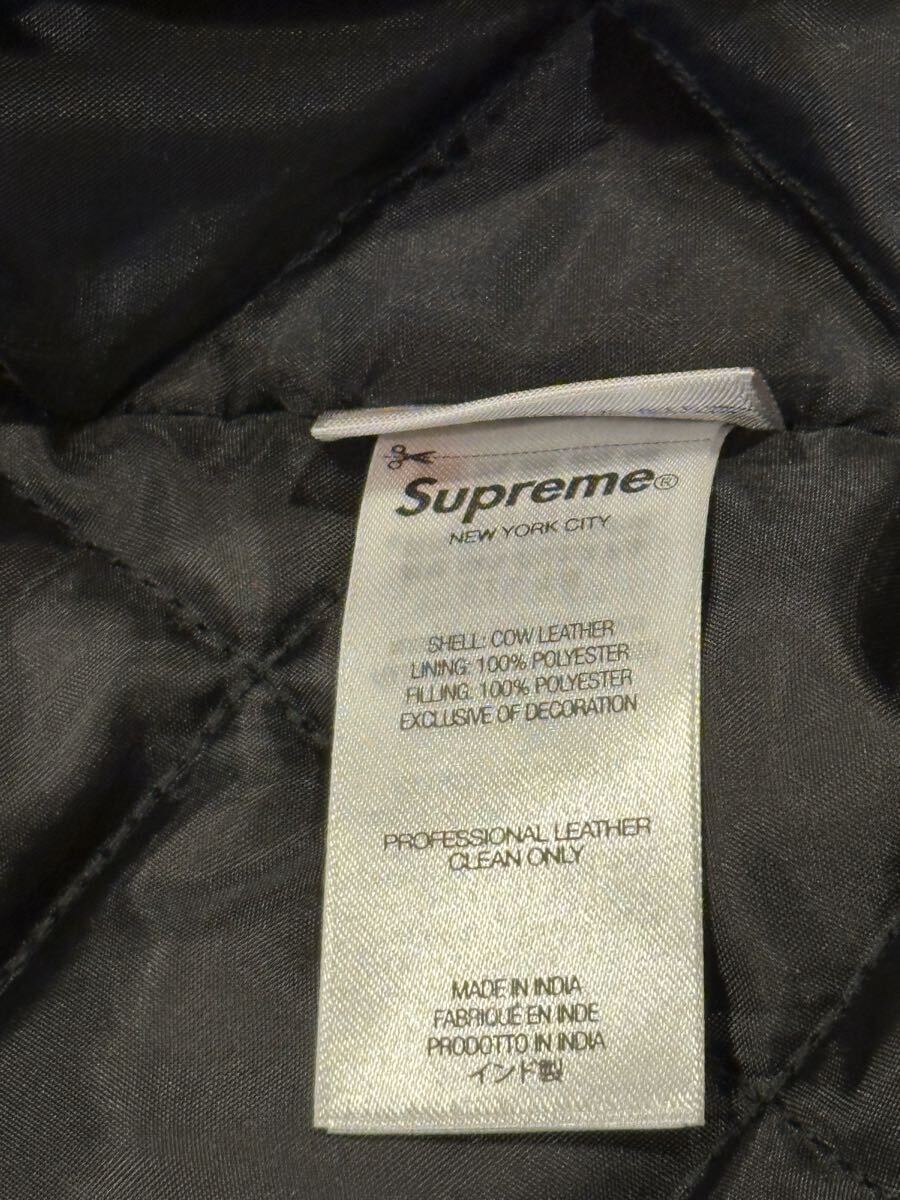 Supreme®
NEW YORK CITY
SHELL: COW LEATHER
LINING: 100% POLYESTER
FILLING: 100% POLYESTER
EXCLUSIVE OF DECORATION
PROFESSIONAL LEATHER
CLEAN ONLY
MADE IN INDIA
FABRIQUÉ EN INDE
PRODOTTO IN INDIA
インド製